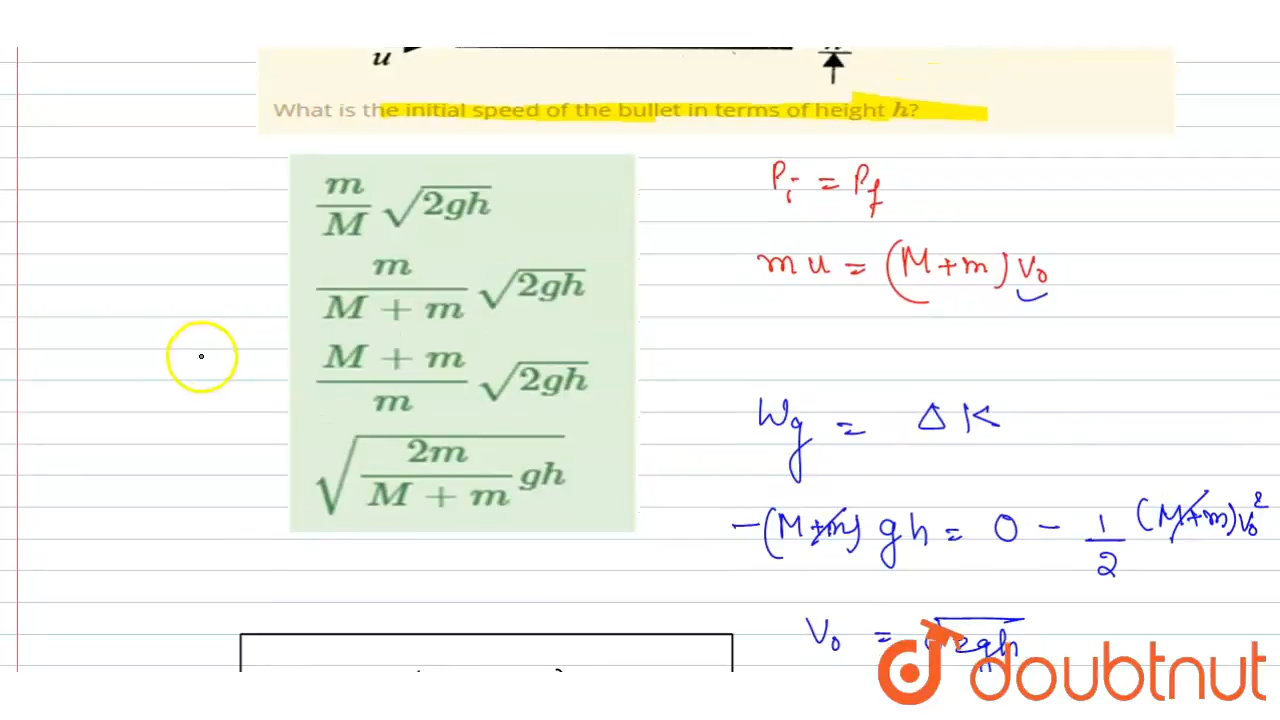 u
What is the initial speed of the bullet in terms of height h?
m/M √2gh
m/(M + m) √2gh
(M + m)/m √2gh
√(2m/(M + m) gh)
Pi = Pf
mu = (M+m) V₀
Wg = ΔK
-(M+m) gh = 0 - 1/2 (M+m)V₀²
V₀ = √2gh
doubtnut